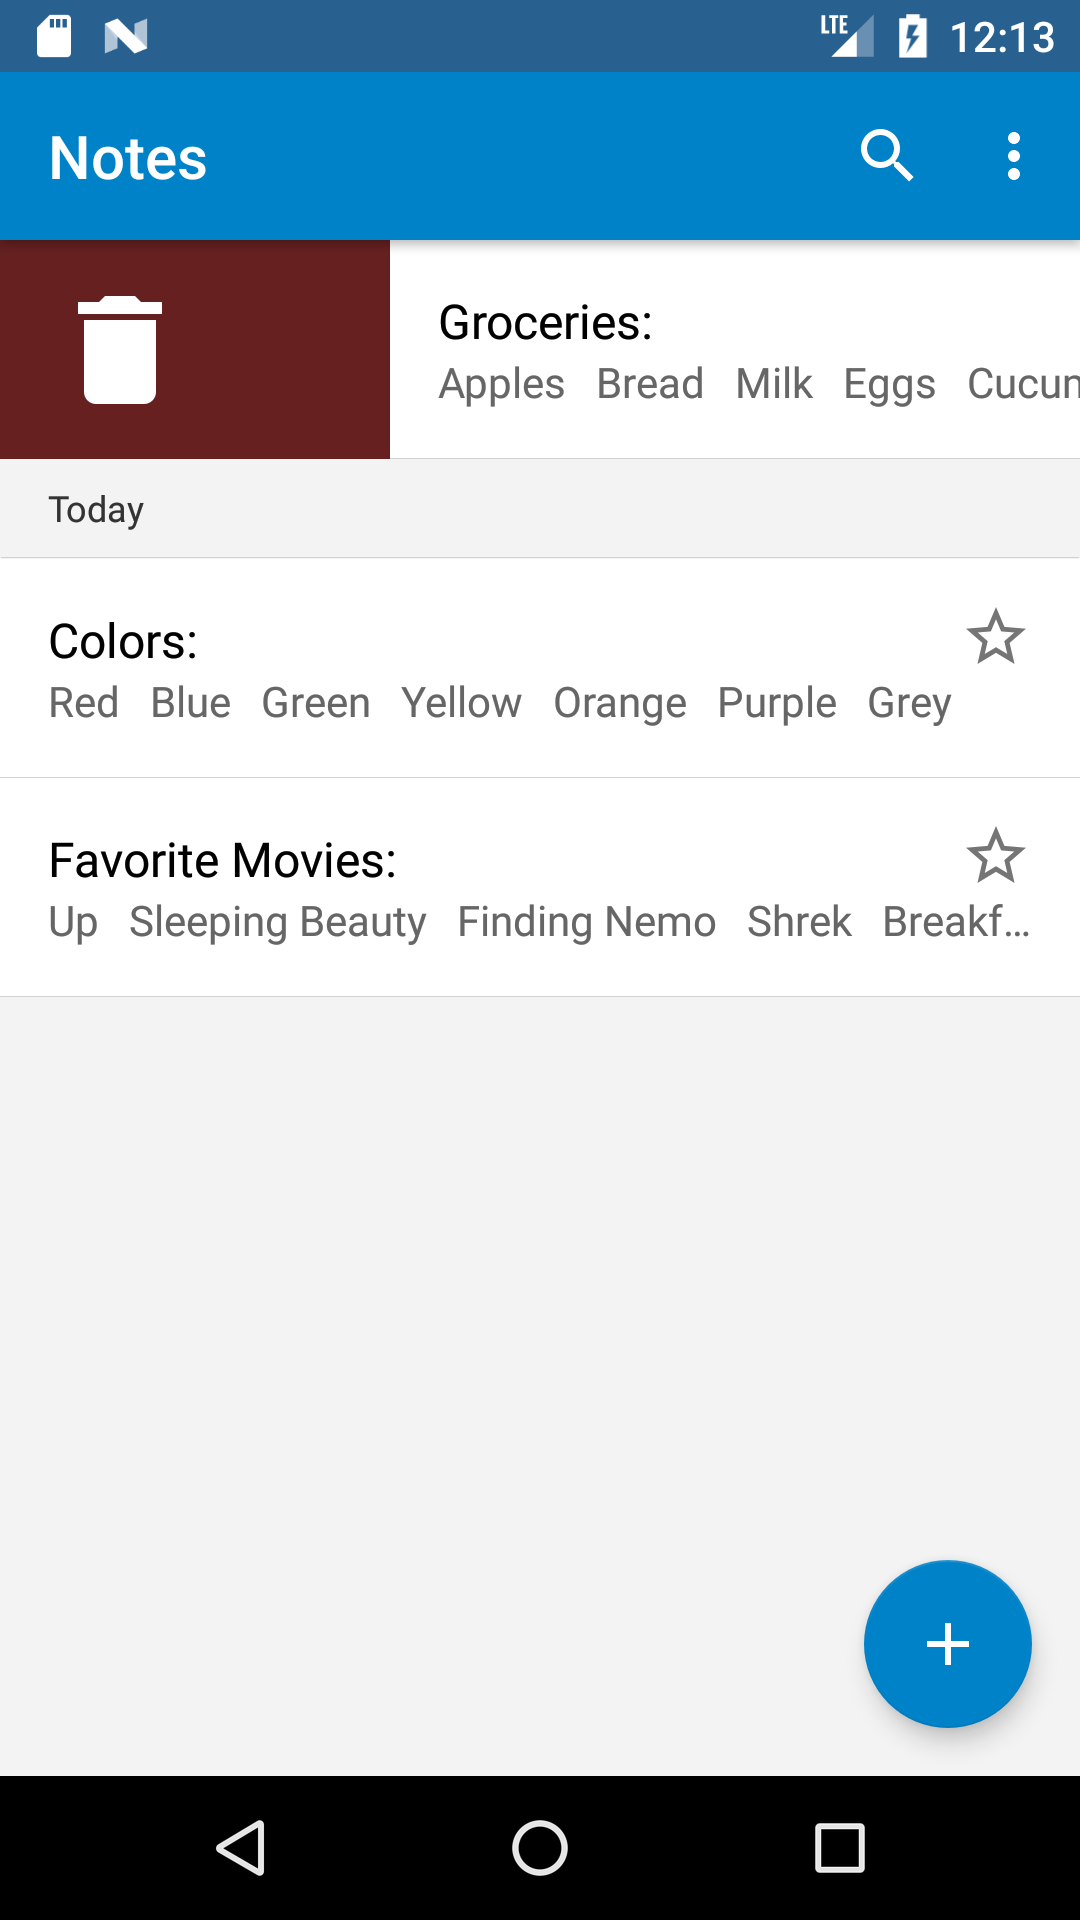 LTE 12:13
Notes
Groceries:
Apples Bread Milk Eggs Cucum
Today
Colors:
Red Blue Green Yellow Orange Purple Grey
Favorite Movies:
Up Sleeping Beauty Finding Nemo Shrek Breakf...